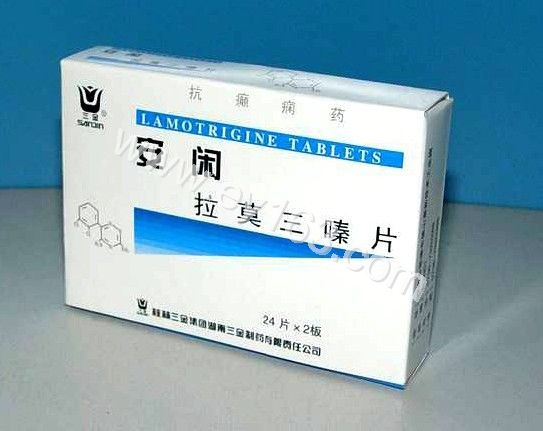 抗癫痫药
三金®
SANJIN
LAMOTRIGINE TABLETS
安闲
拉莫三嗪片
24片×2板
桂林三金集团湖南三金制药有限责任公司